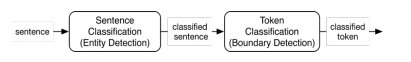 sentence
Sentence
Classification
(Entity Detection)
classified
sentence
Token
Classification
(Boundary Detection)
classified
token